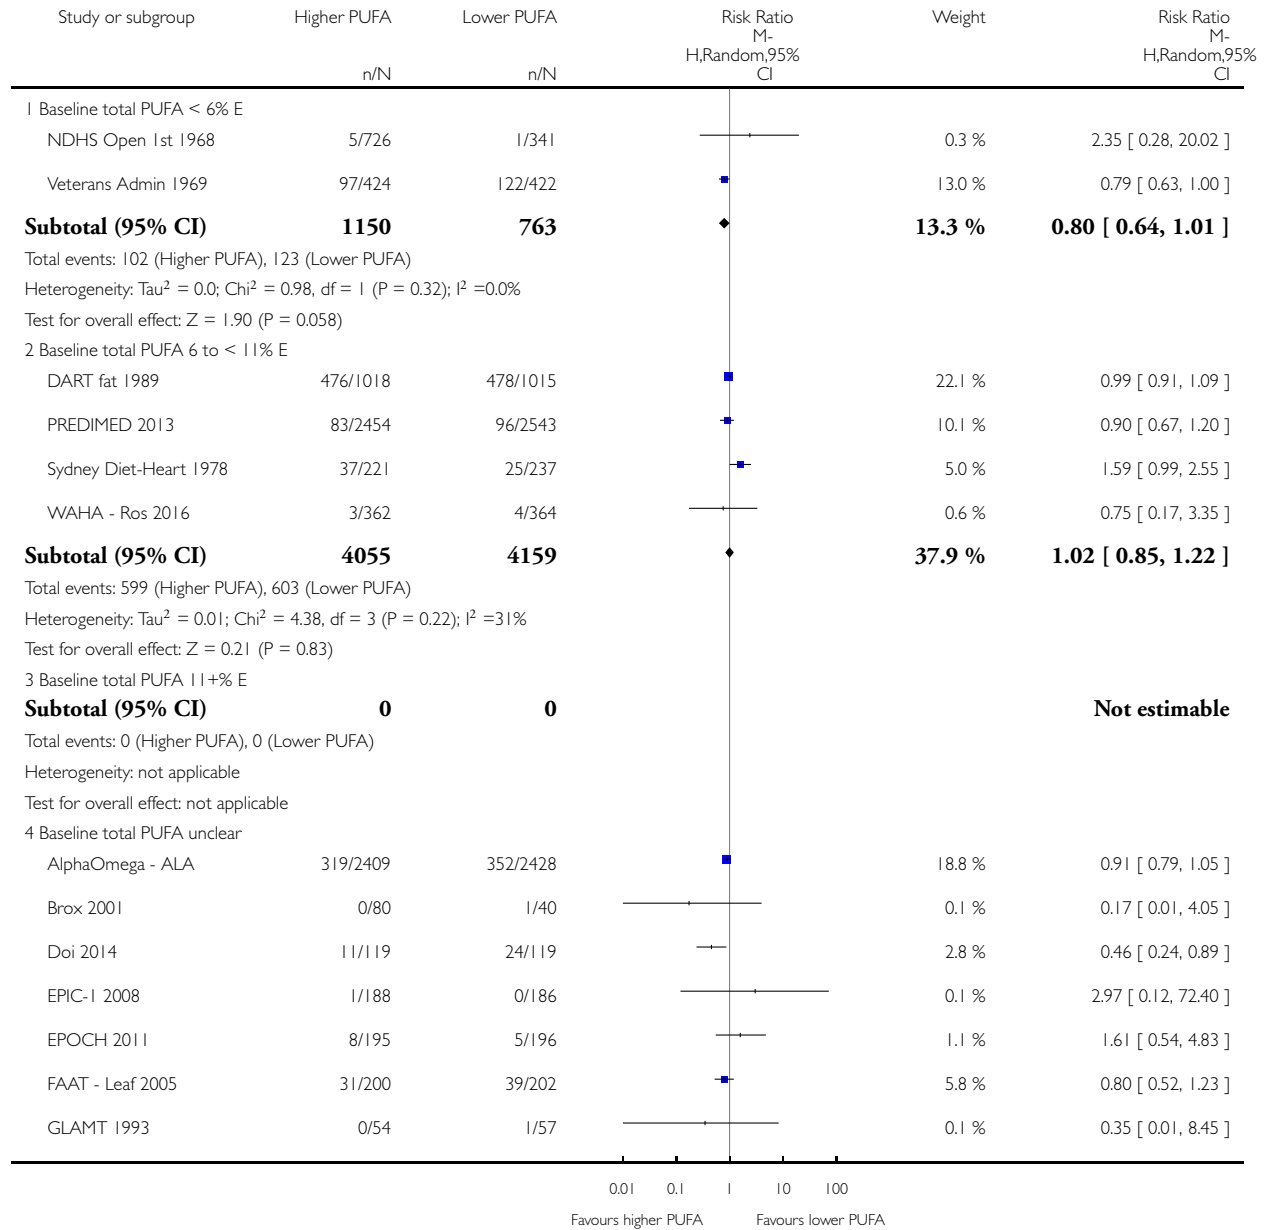 Study or subgroup Higher PUFA Lower PUFA Risk Ratio Weight Risk Ratio
M- M-
H,Random,95% H,Random,95%
n/N n/N CI CI
1 Baseline total PUFA < 6% E
NDHS Open 1st 1968 5/726 1/341 0.3 % 2.35 [ 0.28, 20.02 ]
Veterans Admin 1969 97/424 122/422 13.0 % 0.79 [ 0.63, 1.00 ]
Subtotal (95% CI) 1150 763 13.3 % 0.80 [ 0.64, 1.01 ]
Total events: 102 (Higher PUFA), 123 (Lower PUFA)
Heterogeneity: Tau² = 0.0; Chi² = 0.98, df = 1 (P = 0.32); I² =0.0%
Test for overall effect: Z = 1.90 (P = 0.058)
2 Baseline total PUFA 6 to < 11% E
DART fat 1989 476/1018 478/1015 22.1 % 0.99 [ 0.91, 1.09 ]
PREDIMED 2013 83/2454 96/2543 10.1 % 0.90 [ 0.67, 1.20 ]
Sydney Diet-Heart 1978 37/221 25/237 5.0 % 1.59 [ 0.99, 2.55 ]
WAHA - Ros 2016 3/362 4/364 0.6 % 0.75 [ 0.17, 3.35 ]
Subtotal (95% CI) 4055 4159 37.9 % 1.02 [ 0.85, 1.22 ]
Total events: 599 (Higher PUFA), 603 (Lower PUFA)
Heterogeneity: Tau² = 0.01; Chi² = 4.38, df = 3 (P = 0.22); I² =31%
Test for overall effect: Z = 0.21 (P = 0.83)
3 Baseline total PUFA 11+% E
Subtotal (95% CI) 0 0 Not estimable
Total events: 0 (Higher PUFA), 0 (Lower PUFA)
Heterogeneity: not applicable
Test for overall effect: not applicable
4 Baseline total PUFA unclear
AlphaOmega - ALA 319/2409 352/2428 18.8 % 0.91 [ 0.79, 1.05 ]
Brox 2001 0/80 1/40 0.1 % 0.17 [ 0.01, 4.05 ]
Doi 2014 11/119 24/119 2.8 % 0.46 [ 0.24, 0.89 ]
EPIC-1 2008 1/188 0/186 0.1 % 2.97 [ 0.12, 72.40 ]
EPOCH 2011 8/195 5/196 1.1 % 1.61 [ 0.54, 4.83 ]
FAAT - Leaf 2005 31/200 39/202 5.8 % 0.80 [ 0.52, 1.23 ]
GLAMT 1993 0/54 1/57 0.1 % 0.35 [ 0.01, 8.45 ]
0.01 0.1 1 10 100
Favours higher PUFA Favours lower PUFA